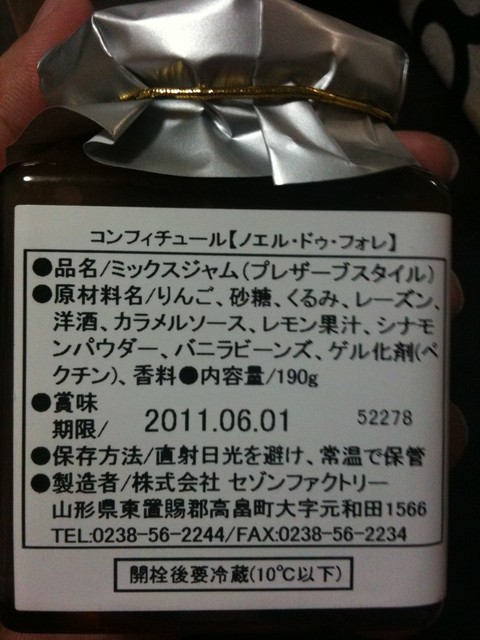 コンフィチュール【ノエル・ドゥ・フォレ】
●品名/ミックスジャム(プレザーブスタイル)
●原材料名/りんご、砂糖、くるみ、レーズン、
洋酒、カラメルソース、レモン果汁、シナモ
ンパウダー、バニラビーンズ、ゲル化剤(ペ
クチン)、香料●内容量/190g
●賞味
期限/ 2011.06.01 52278
●保存方法/直射日光を避け、常温で保管
●製造者/株式会社 セゾンファクトリー
山形県東置賜郡高畠町大字元和田1566
TEL:0238-56-2244/FAX:0238-56-2234
開栓後要冷蔵(10℃以下)